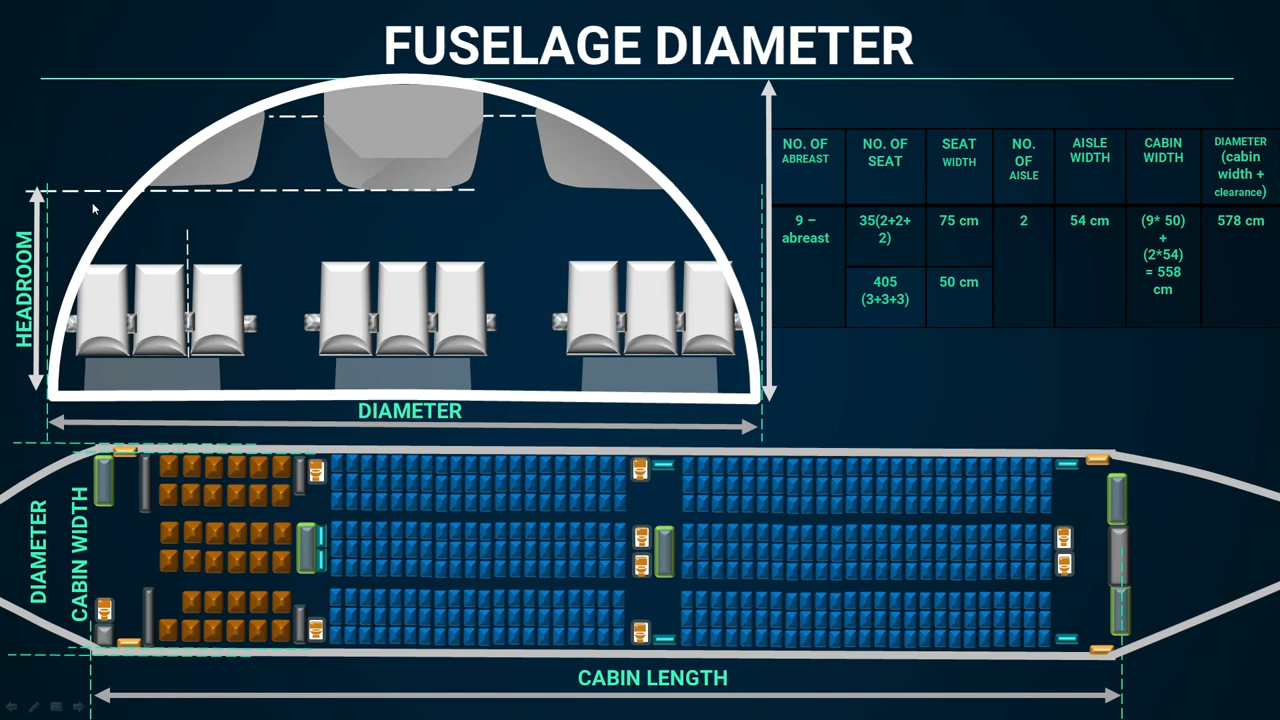 FUSELAGE DIAMETER
HEADROOM
DIAMETER
NO. OF
ABREAST
NO. OF
SEAT
SEAT
WIDTH
NO.
OF
AISLE
AISLE
WIDTH
CABIN
WIDTH
DIAMETER
(cabin
width +
clearance)
9 –
abreast
35(2+2+
2)
75 cm
2
54 cm
(9* 50)
+
(2*54)
= 558
cm
578 cm
405
(3+3+3)
50 cm
DIAMETER
CABIN WIDTH
CABIN LENGTH